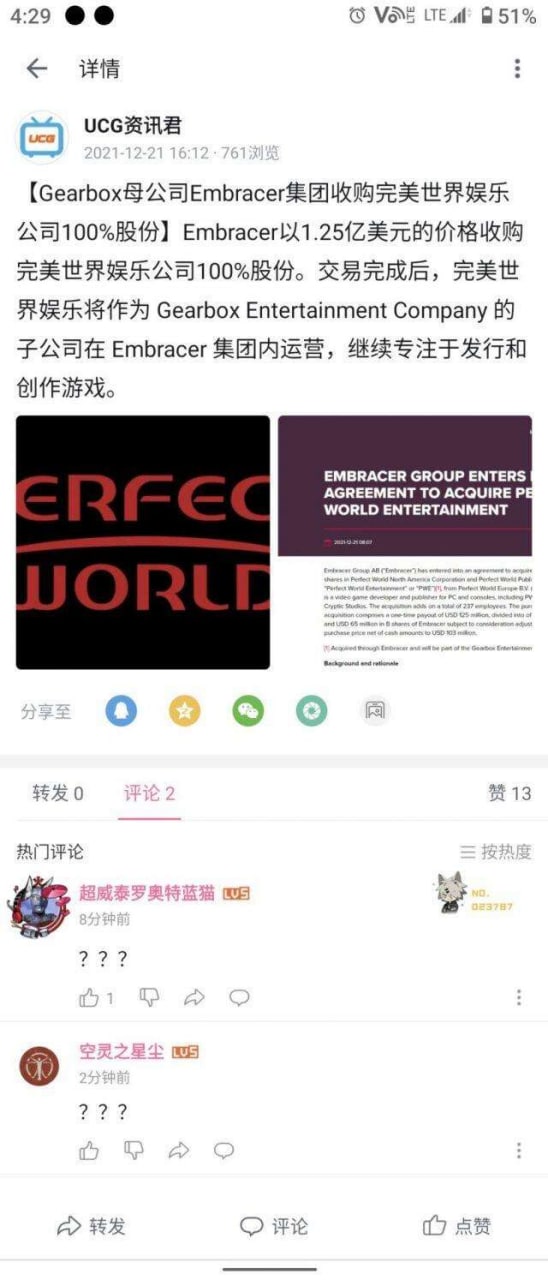 4:29
LTE
51%
详情
UCG
UCG资讯君
2021-12-21 16:12 · 761浏览
【Gearbox母公司Embracer集团收购完美世界娱乐
公司100%股份】Embracer以1.25亿美元的价格收购
完美世界娱乐公司100%股份。交易完成后，完美世
界娱乐将作为 Gearbox Entertainment Company 的
子公司在 Embracer 集团内运营，继续专注于发行和
创作游戏。
ERFEC
WORLD
EMBRACER GROUP ENTERS
AGREEMENT TO ACQUIRE PE
WORLD ENTERTAINMENT
2021-12-21 08:07
Embracer Group AB ("Embracer") has entered into an agreement to acquire
shares in Perfect World North America Corporation and Perfect World Publ
"Perfect World Entertainment" or "PWE")[1], from Perfect World Europe B.V.
is a video game developer and publisher for PC and consoles, including PW
Cryptic Studios. The acquisition adds on a total of 237 employees. The pur
acquisition comprises a one-time payout of USD 125 million, divided into of
and USD 65 million in B shares of Embracer subject to consideration adjust
purchase price net of cash amounts to USD 103 million.
[1] Acquired through Embracer and will be part of the Gearbox Entertainmer
Background and rationale
分享至
转发 0
评论 2
赞 13
热门评论
按热度
超威泰罗奥特蓝猫 LV5
NO.
023787
8分钟前
？？？
1
空灵之星尘 LV5
2分钟前
？？？
转发
评论
点赞